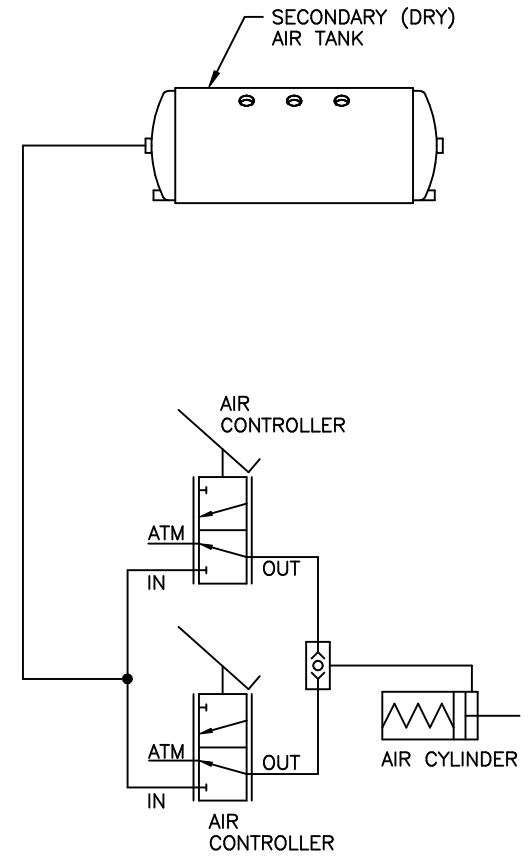 SECONDARY (DRY)
AIR TANK
AIR
CONTROLLER
ATM
OUT
IN
ATM
OUT
AIR CYLINDER
IN
AIR
CONTROLLER